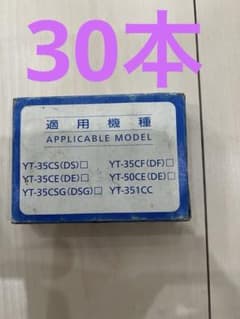 30本
適用機種
APPLICABLE MODEL
YT-35CS(DS)□ YT-35CF(DF)□
YT-35CE(DE)□ YT-50CE(DE)□
YT-35CSG(DSG)□ YT-351CC